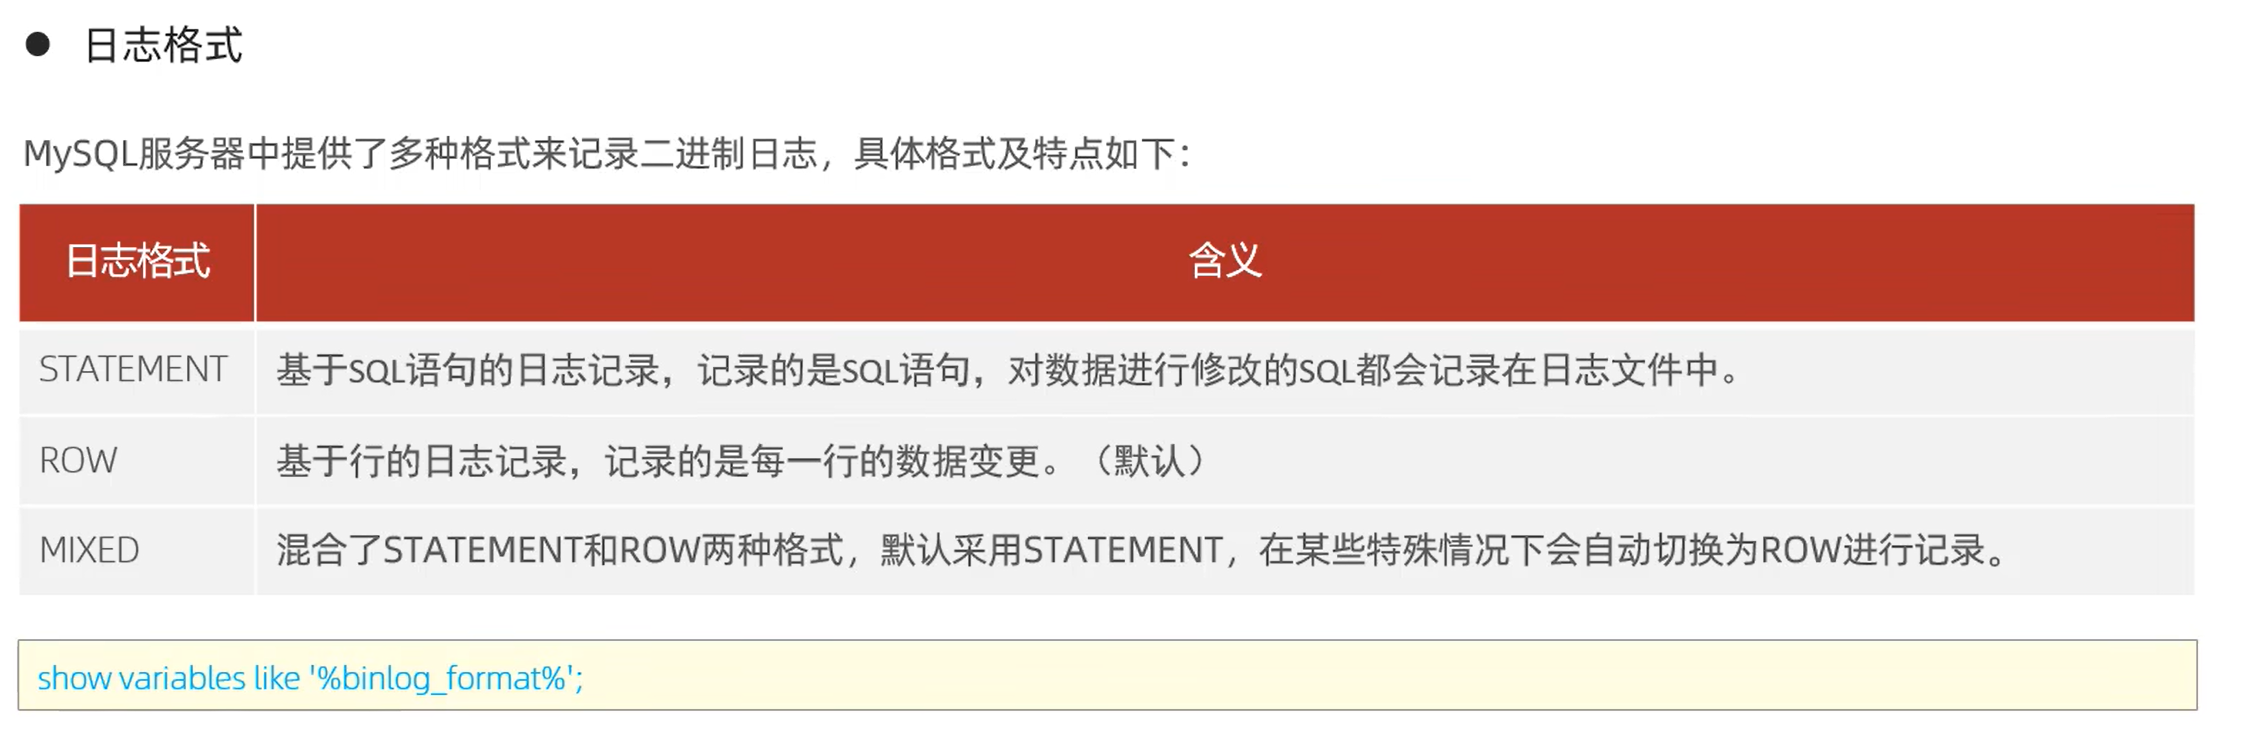 ● 日志格式
MySQL服务器中提供了多种格式来记录二进制日志，具体格式及特点如下：
日志格式 含义
STATEMENT 基于SQL语句的日志记录，记录的是SQL语句，对数据进行修改的SQL都会记录在日志文件中。
ROW 基于行的日志记录，记录的是每一行的数据变更。（默认）
MIXED 混合了STATEMENT和ROW两种格式，默认采用STATEMENT，在某些特殊情况下会自动切换为ROW进行记录。
show variables like '%binlog_format%';